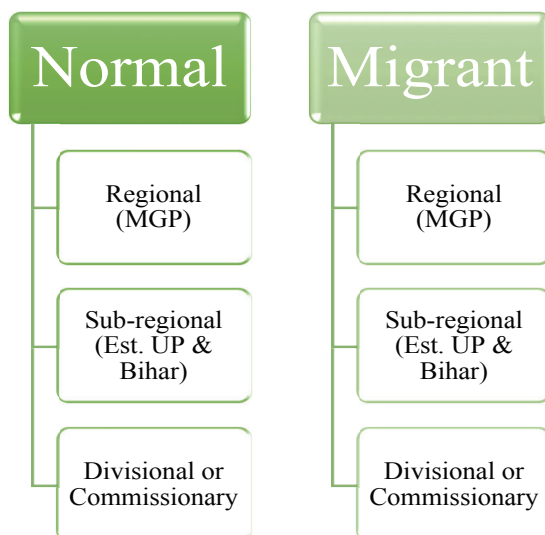 Normal
Regional
(MGP)
Sub-regional
(Est. UP &
Bihar)
Divisional or
Commissionary
Migrant
Regional
(MGP)
Sub-regional
(Est. UP &
Bihar)
Divisional or
Commissionary